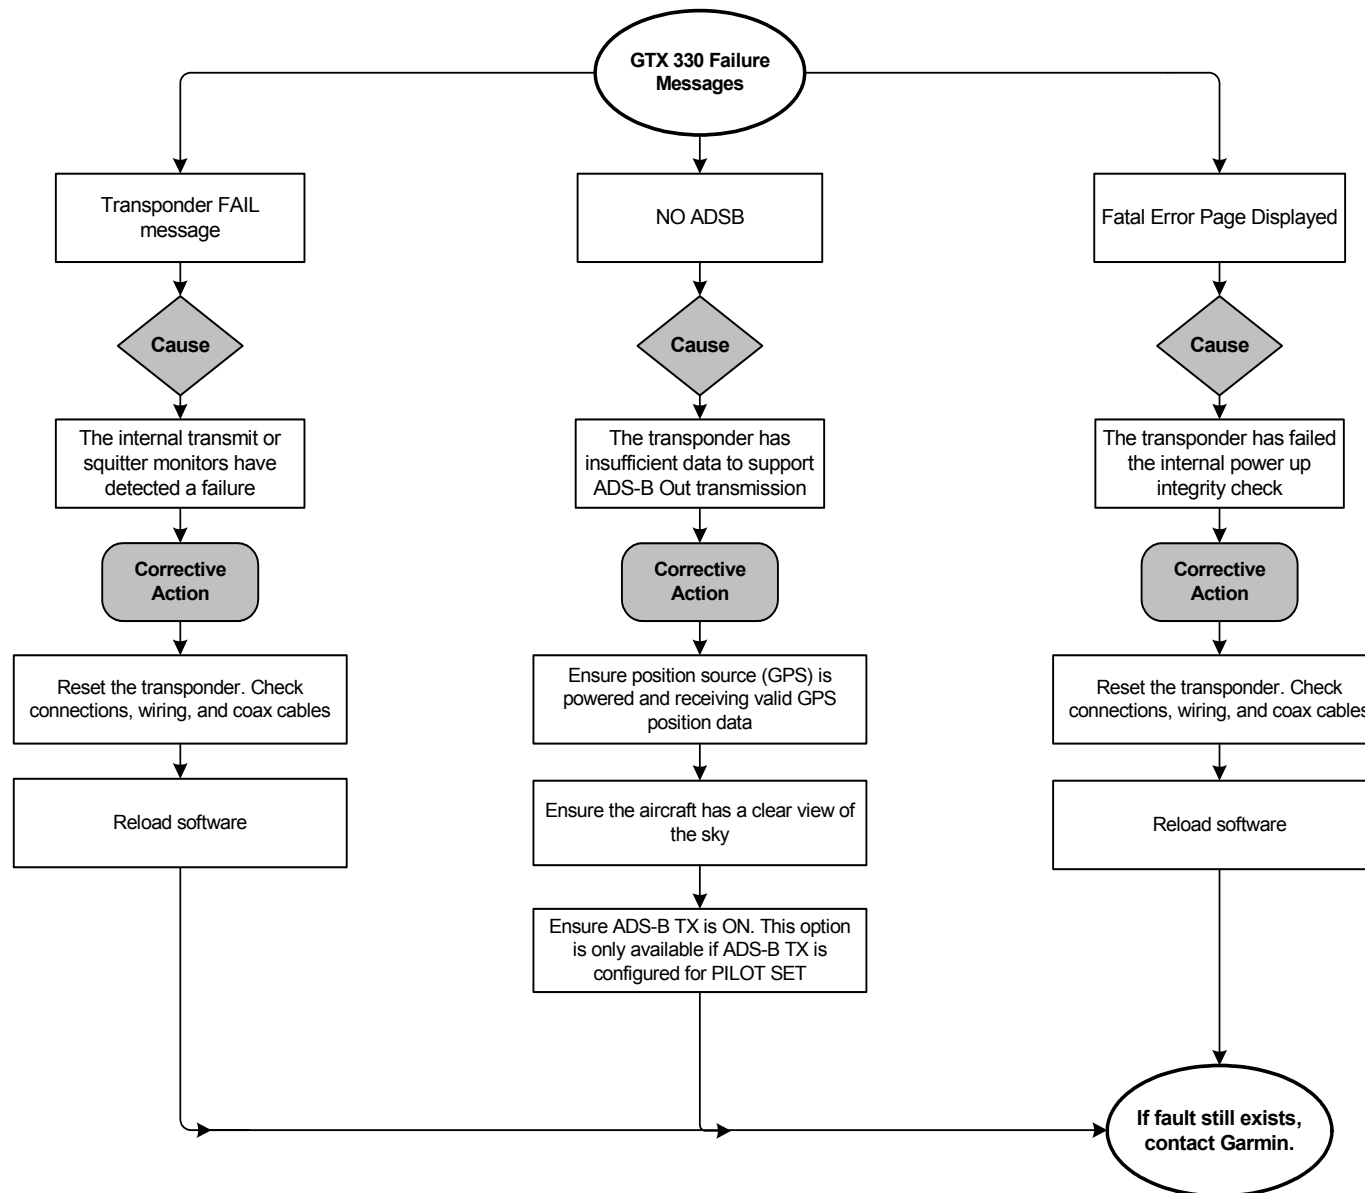 GTX 330 Failure
Messages
Transponder FAIL
message
NO ADSB
Fatal Error Page Displayed
Cause
Cause
Cause
The internal transmit or
squitter monitors have
detected a failure
The transponder has
insufficient data to support
ADS-B Out transmission
The transponder has failed
the internal power up
integrity check
Corrective
Action
Corrective
Action
Corrective
Action
Reset the transponder. Check
connections, wiring, and coax cables
Ensure position source (GPS) is
powered and receiving valid GPS
position data
Reset the transponder. Check
connections, wiring, and coax cables
Reload software
Ensure the aircraft has a clear view of
the sky
Reload software
Ensure ADS-B TX is ON. This option
is only available if ADS-B TX is
configured for PILOT SET
If fault still exists,
contact Garmin.